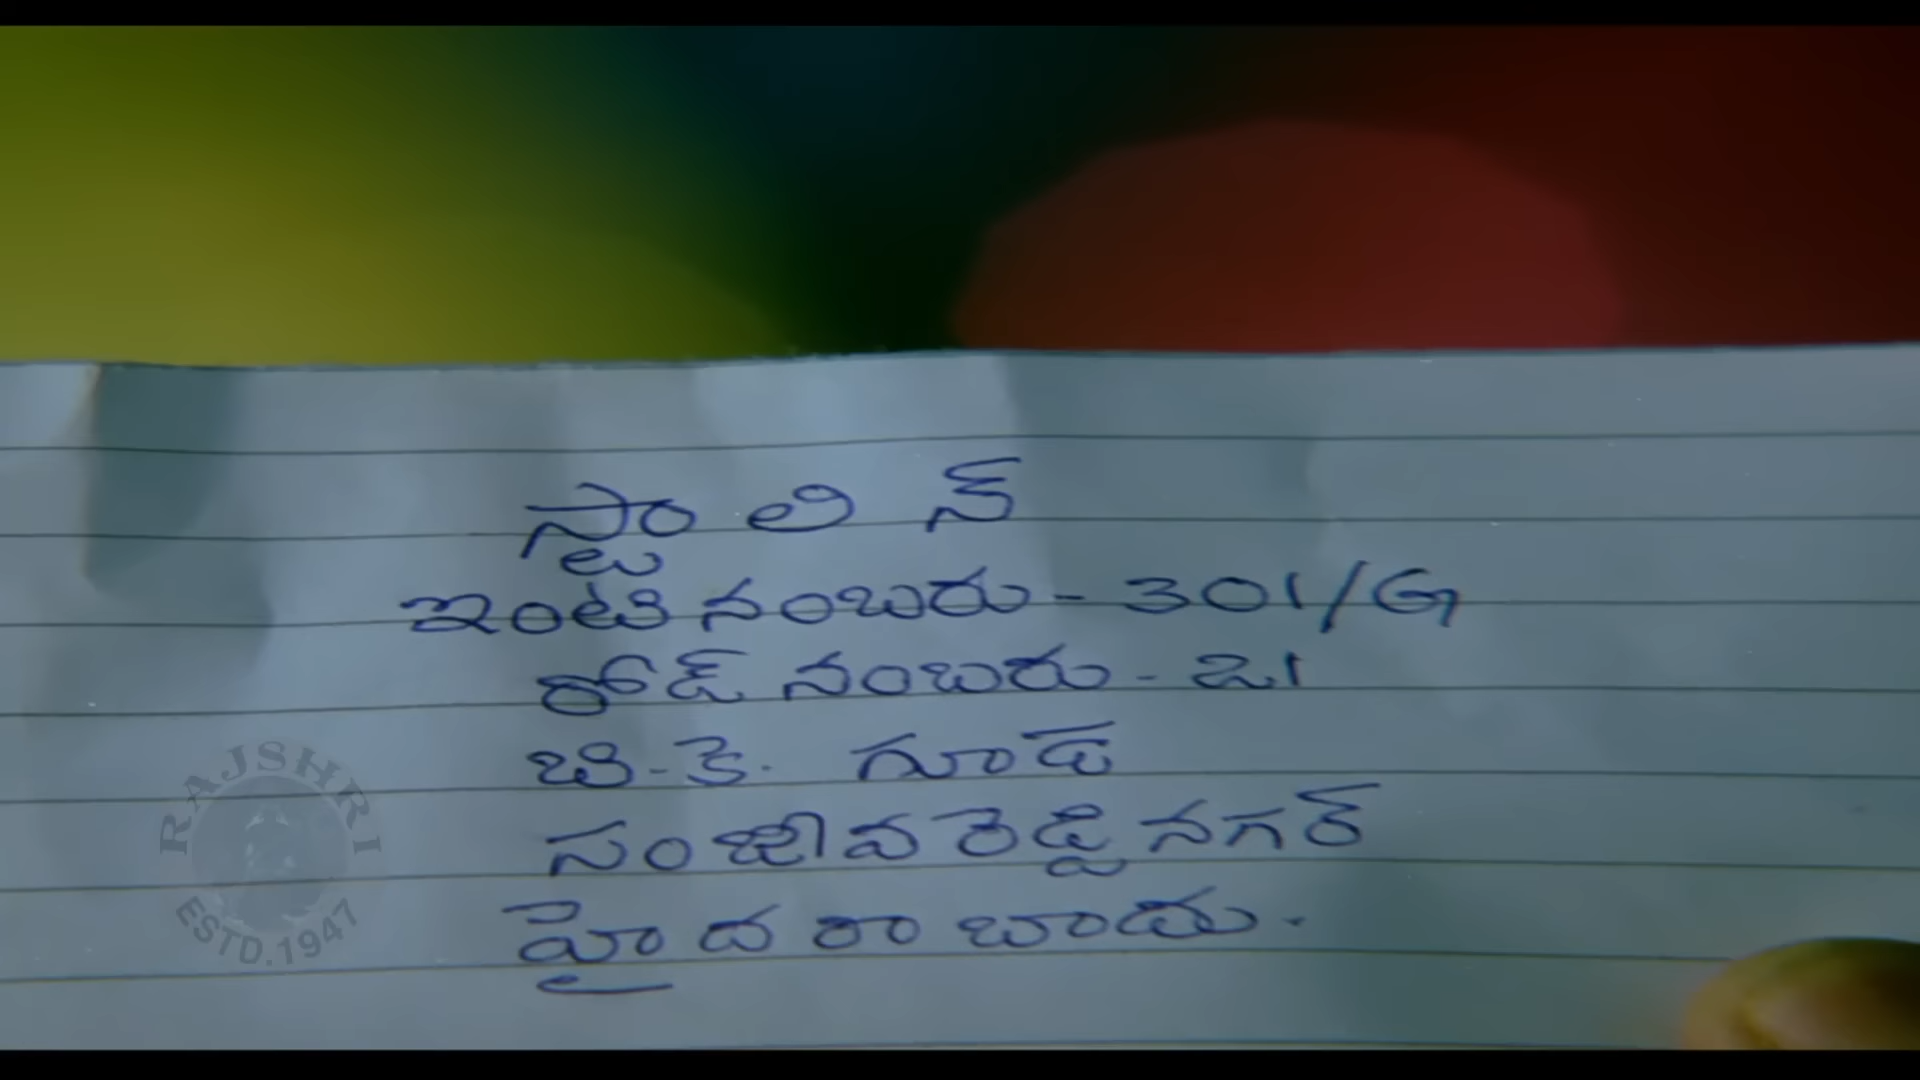 స్టాలిన్
ఇంటి నంబరు - 301/G
రోడ్ నంబరు - 21
బి.కె. గూడ
సంజీవరెడ్డి నగర్
హైదరాబాదు.
RAJSHRI
ESTD.1947